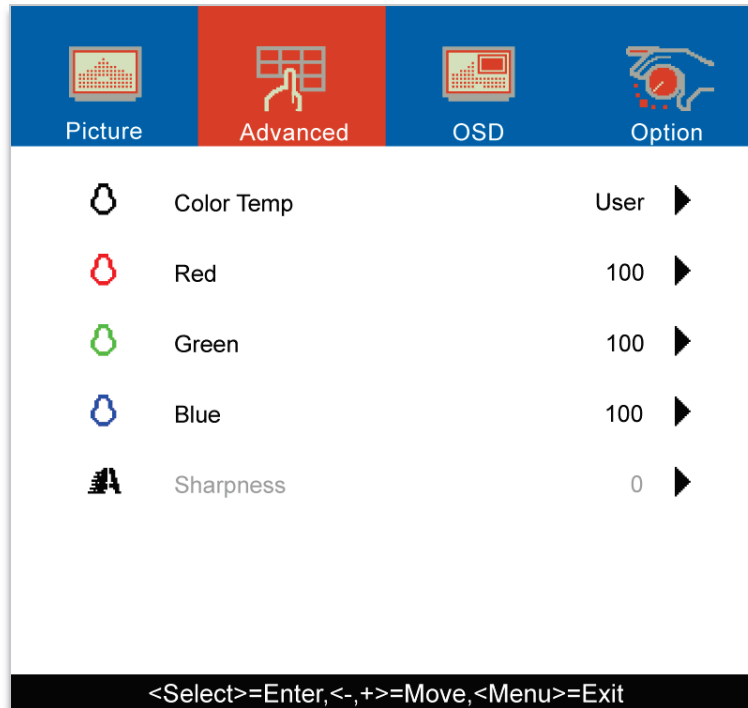 Picture Advanced OSD Option
Color Temp User
Red 100
Green 100
Blue 100
Sharpness 0
<Select>=Enter,<-,+>=Move,<Menu>=Exit